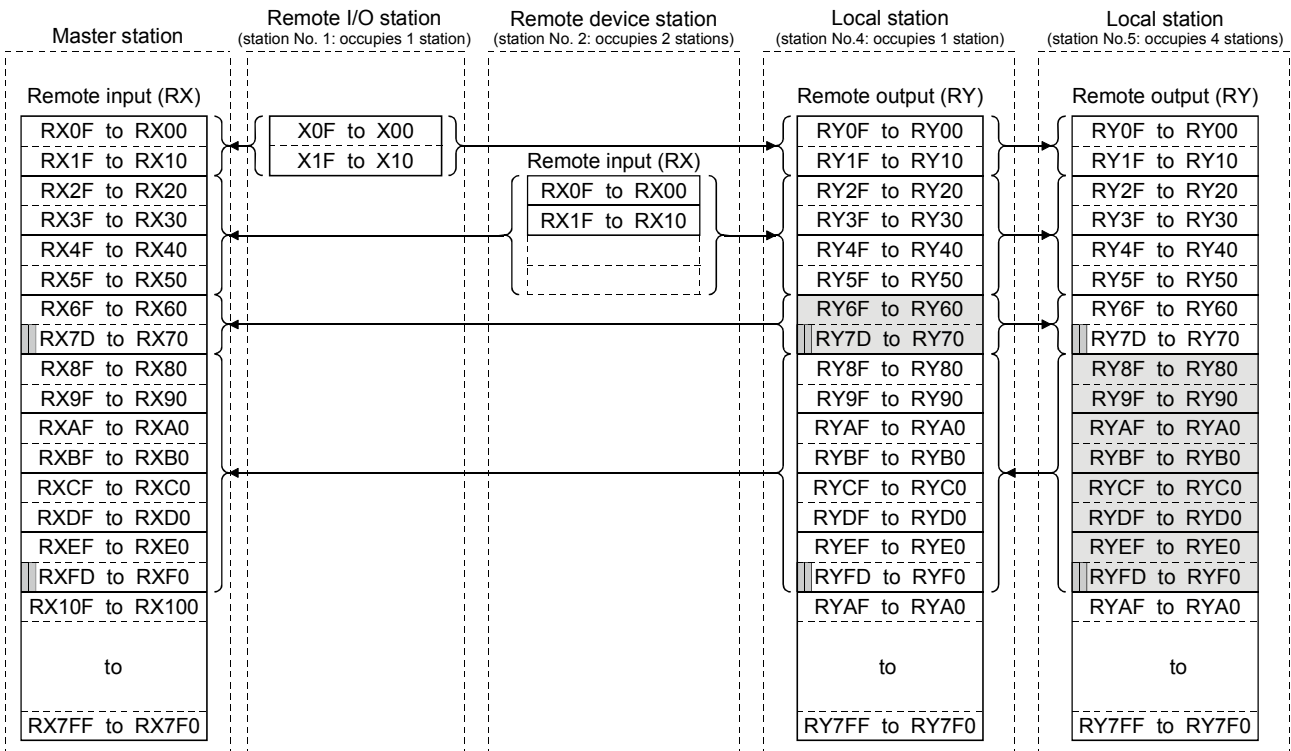 Master station
Remote I/O station
(station No. 1: occupies 1 station)
Remote device station
(station No. 2: occupies 2 stations)
Local station
(station No.4: occupies 1 station)
Local station
(station No.5: occupies 4 stations)
Remote input (RX)
RX0F to RX00
RX1F to RX10
RX2F to RX20
RX3F to RX30
RX4F to RX40
RX5F to RX50
RX6F to RX60
RX7D to RX70
RX8F to RX80
RX9F to RX90
RXAF to RXA0
RXBF to RXB0
RXCF to RXC0
RXDF to RXD0
RXEF to RXE0
RXFD to RXF0
RX10F to RX100
to
RX7FF to RX7F0
X0F to X00
X1F to X10
Remote input (RX)
RX0F to RX00
RX1F to RX10
Remote output (RY)
RY0F to RY00
RY1F to RY10
RY2F to RY20
RY3F to RY30
RY4F to RY40
RY5F to RY50
RY6F to RY60
RY7D to RY70
RY8F to RY80
RY9F to RY90
RYAF to RYA0
RYBF to RYB0
RYCF to RYC0
RYDF to RYD0
RYEF to RYE0
RYFD to RYF0
RYAF to RYA0
to
RY7FF to RY7F0
Remote output (RY)
RY0F to RY00
RY1F to RY10
RY2F to RY20
RY3F to RY30
RY4F to RY40
RY5F to RY50
RY6F to RY60
RY7D to RY70
RY8F to RY80
RY9F to RY90
RYAF to RYA0
RYBF to RYB0
RYCF to RYC0
RYDF to RYD0
RYEF to RYE0
RYFD to RYF0
RYAF to RYA0
to
RY7FF to RY7F0